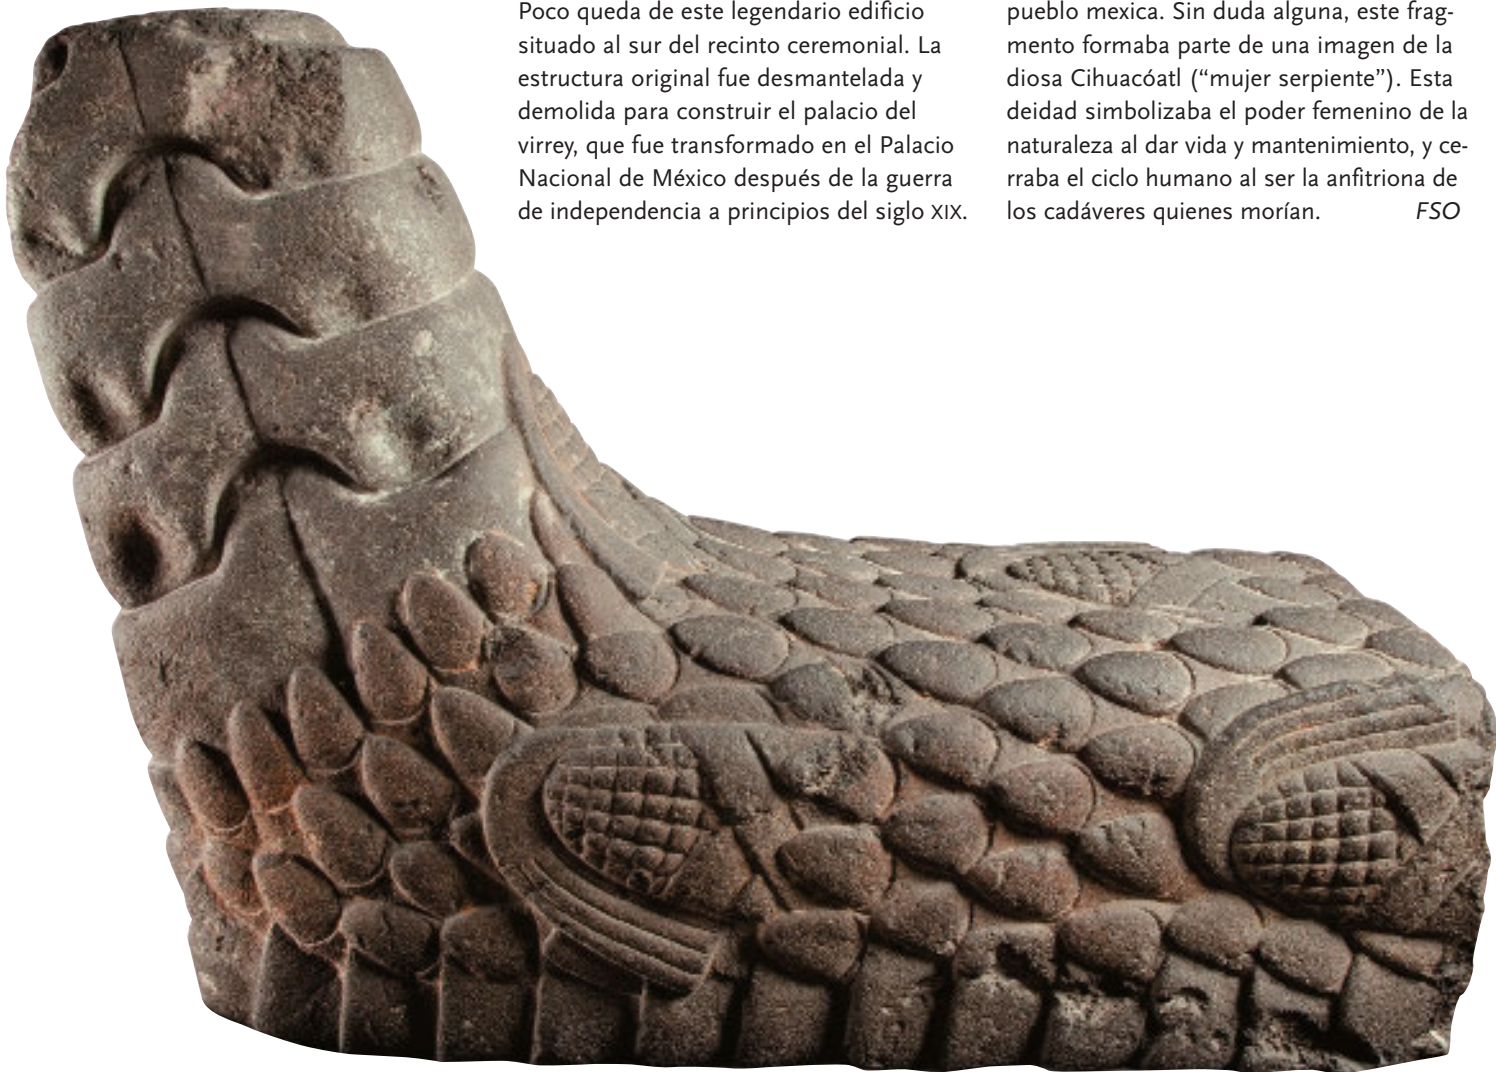 Poco queda de este legendario edificio
situado al sur del recinto ceremonial. La
estructura original fue desmantelada y
demolida para construir el palacio del
virrey, que fue transformado en el Palacio
Nacional de México después de la guerra
de independencia a principios del siglo XIX.
pueblo mexica. Sin duda alguna, este frag-
mento formaba parte de una imagen de la
diosa Cihuacóatl (“mujer serpiente”). Esta
deidad simbolizaba el poder femenino de la
naturaleza al dar vida y mantenimiento, y ce-
rraba el ciclo humano al ser la anfitriona de
los cadáveres quienes morían. FSO